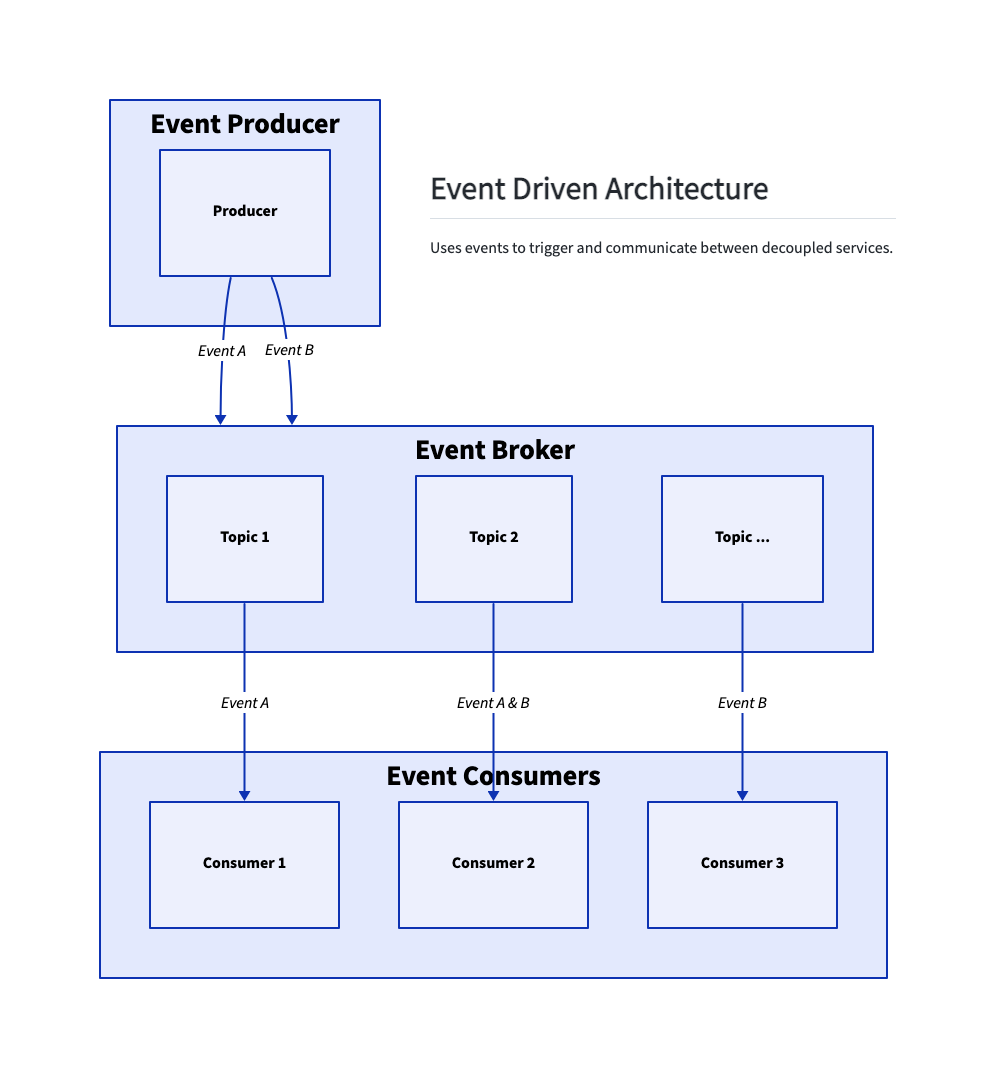 Event Producer
Producer
Event Driven Architecture
Uses events to trigger and communicate between decoupled services.
Event A
Event B
Event Broker
Topic 1
Topic 2
Topic ...
Event A
Event A & B
Event B
Event Consumers
Consumer 1
Consumer 2
Consumer 3